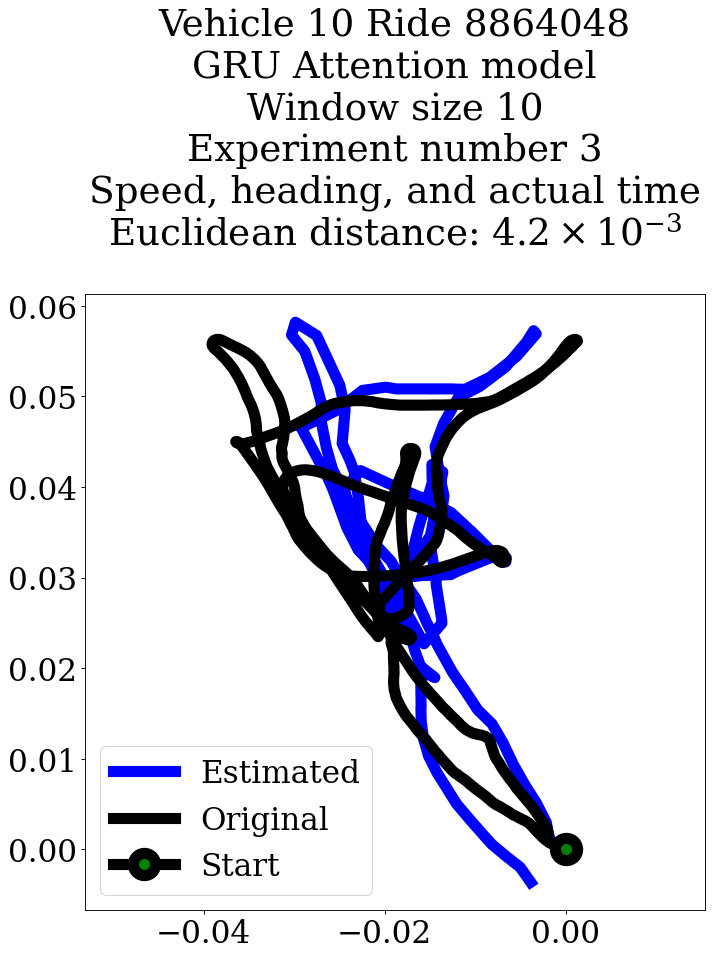 Vehicle 10 Ride 8864048
GRU Attention model
Window size 10
Experiment number 3
Speed, heading, and actual time
Euclidean distance: 4.2 × 10⁻³
0.06
0.05
0.04
0.03
0.02
0.01
0.00
Estimated
Original
Start
−0.04 −0.02 0.00